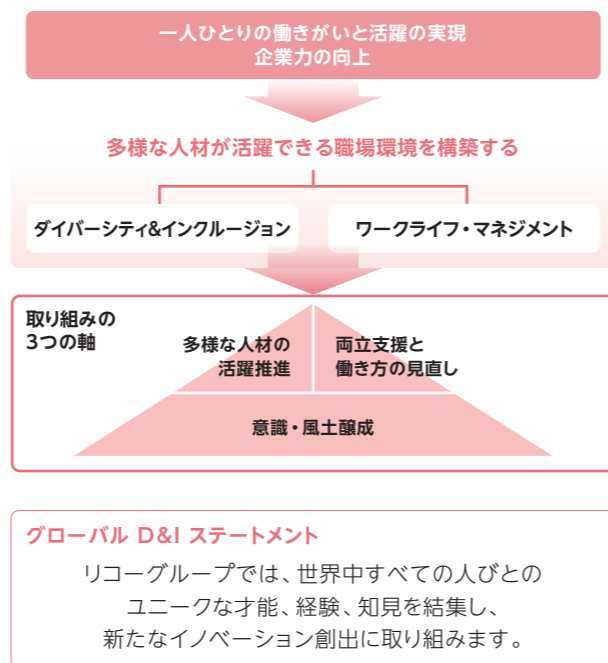 一人ひとりの働きがいと活躍の実現
企業力の向上
多様な人材が活躍できる職場環境を構築する
ダイバーシティ&インクルージョン
ワークライフ・マネジメント
取り組みの
3つの軸
多様な人材の
活躍推進
両立支援と
働き方の見直し
意識・風土醸成
グローバル D&I ステートメント
リコーグループでは、世界中すべての人びとの
ユニークな才能、経験、知見を結集し、
新たなイノベーション創出に取り組みます。